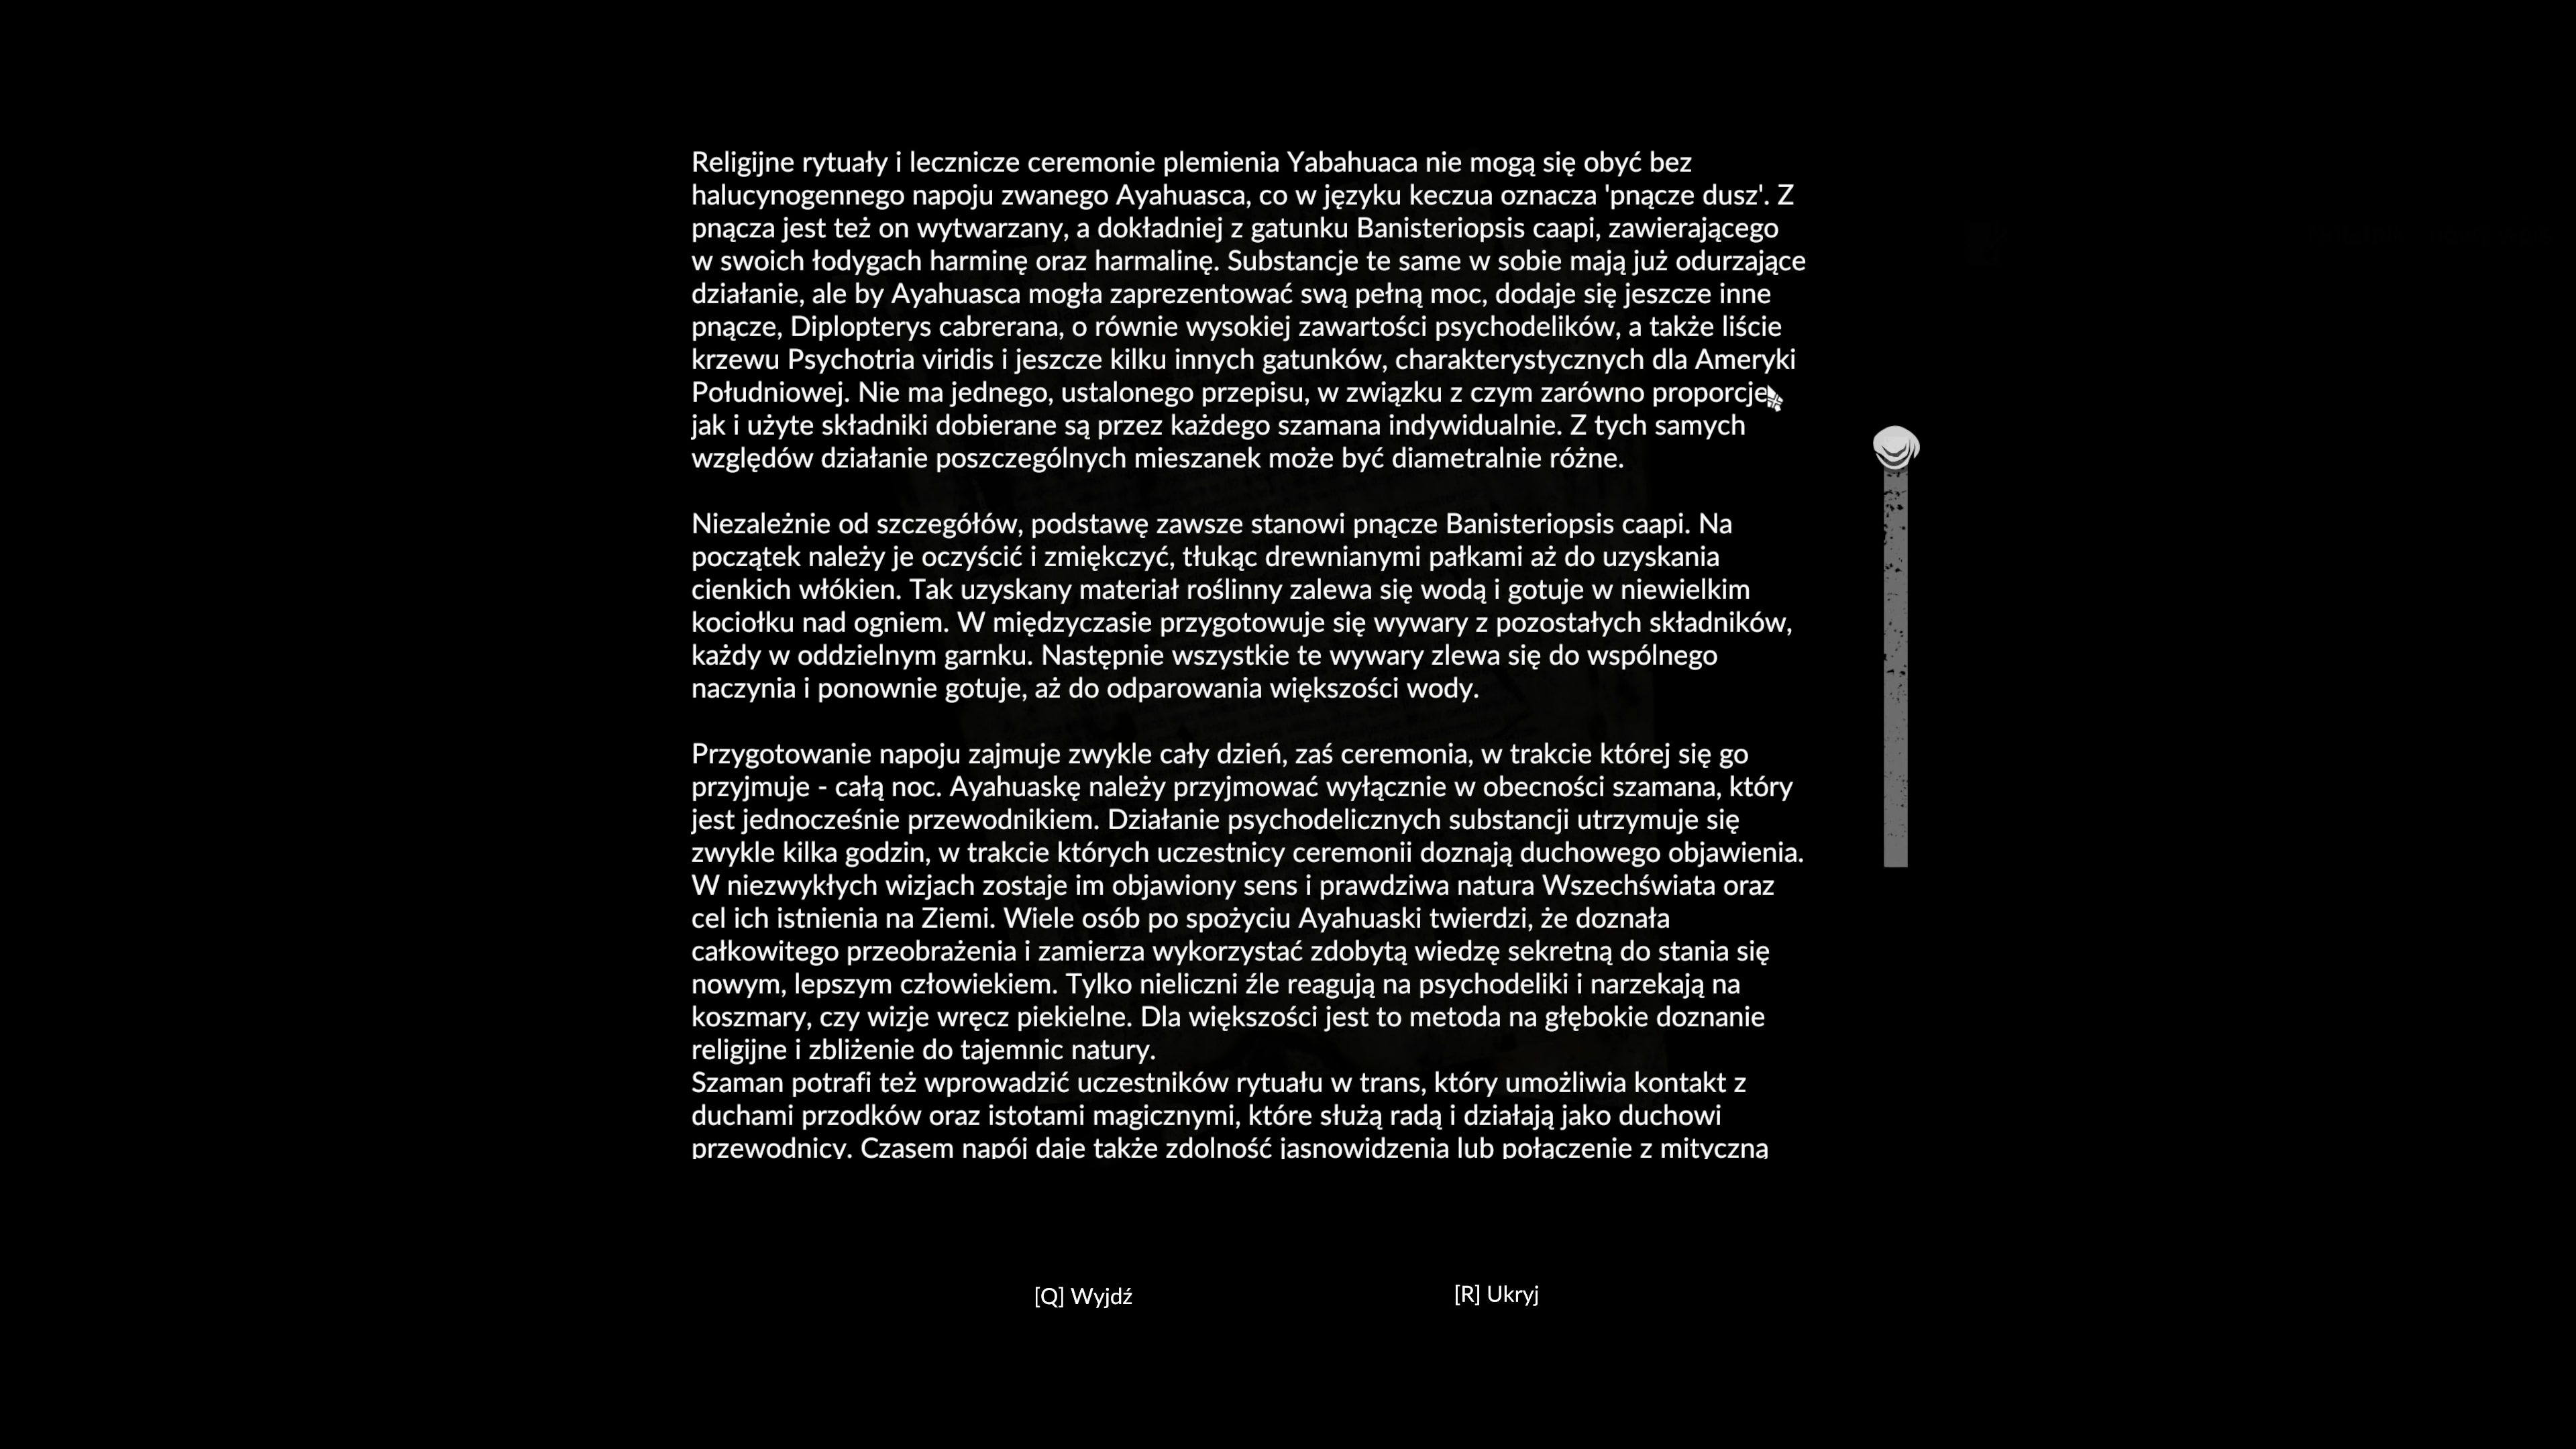 Religijne rytuały i lecznicze ceremonie plemienia Yabahuaca nie mogą się obyć bez
halucynogennego napoju zwanego Ayahuasca, co w języku keczua oznacza 'pnącze dusz'. Z
pnącza jest też on wytwarzany, a dokładniej z gatunku Banisteriopsis caapi, zawierającego
w swoich łodygach harminę oraz harmalinę. Substancje te same w sobie mają już odurzające
działanie, ale by Ayahuasca mogła zaprezentować swą pełną moc, dodaje się jeszcze inne
pnącze, Diplopterys cabrerana, o równie wysokiej zawartości psychodelików, a także liście
krzewu Psychotria viridis i jeszcze kilku innych gatunków, charakterystycznych dla Ameryki
Południowej. Nie ma jednego, ustalonego przepisu, w związku z czym zarówno proporcje
jak i użyte składniki dobierane są przez każdego szamana indywidualnie. Z tych samych
względów działanie poszczególnych mieszanek może być diametralnie różne.

Niezależnie od szczegółów, podstawę zawsze stanowi pnącze Banisteriopsis caapi. Na
początek należy je oczyścić i zmiękczyć, tłukąc drewnianymi pałkami aż do uzyskania
cienkich włókien. Tak uzyskany materiał roślinny zalewa się wodą i gotuje w niewielkim
kociołku nad ogniem. W międzyczasie przygotowuje się wywary z pozostałych składników,
każdy w oddzielnym garnku. Następnie wszystkie te wywary zlewa się do wspólnego
naczynia i ponownie gotuje, aż do odparowania większości wody.

Przygotowanie napoju zajmuje zwykle cały dzień, zaś ceremonia, w trakcie której się go
przyjmuje - całą noc. Ayahuaskę należy przyjmować wyłącznie w obecności szamana, który
jest jednocześnie przewodnikiem. Działanie psychodelicznych substancji utrzymuje się
zwykle kilka godzin, w trakcie których uczestnicy ceremonii doznają duchowego objawienia.
W niezwykłych wizjach zostaje im objawiony sens i prawdziwa natura Wszechświata oraz
cel ich istnienia na Ziemi. Wiele osób po spożyciu Ayahuaski twierdzi, że doznała
całkowitego przeobrażenia i zamierza wykorzystać zdobytą wiedzę sekretną do stania się
nowym, lepszym człowiekiem. Tylko nieliczni źle reagują na psychodeliki i narzekają na
koszmary, czy wizje wręcz piekielne. Dla większości jest to metoda na głębokie doznanie
religijne i zbliżenie do tajemnic natury.
Szaman potrafi też wprowadzić uczestników rytuału w trans, który umożliwia kontakt z
duchami przodków oraz istotami magicznymi, które służą radą i działają jako duchowi
przewodnicy. Czasem napój daje także zdolność jasnowidzenia lub połączenie z mityczną
[Q] Wyjdź
[R] Ukryj